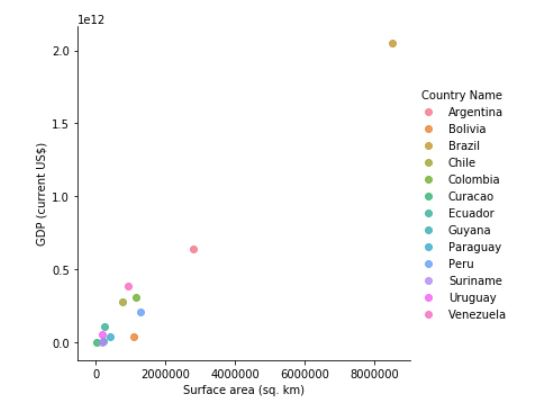 1e12
2.0
1.5
1.0
0.5
0.0
GDP (current US$)
0 2000000 4000000 6000000 8000000
Surface area (sq. km)
Country Name
Argentina
Bolivia
Brazil
Chile
Colombia
Curacao
Ecuador
Guyana
Paraguay
Peru
Suriname
Uruguay
Venezuela